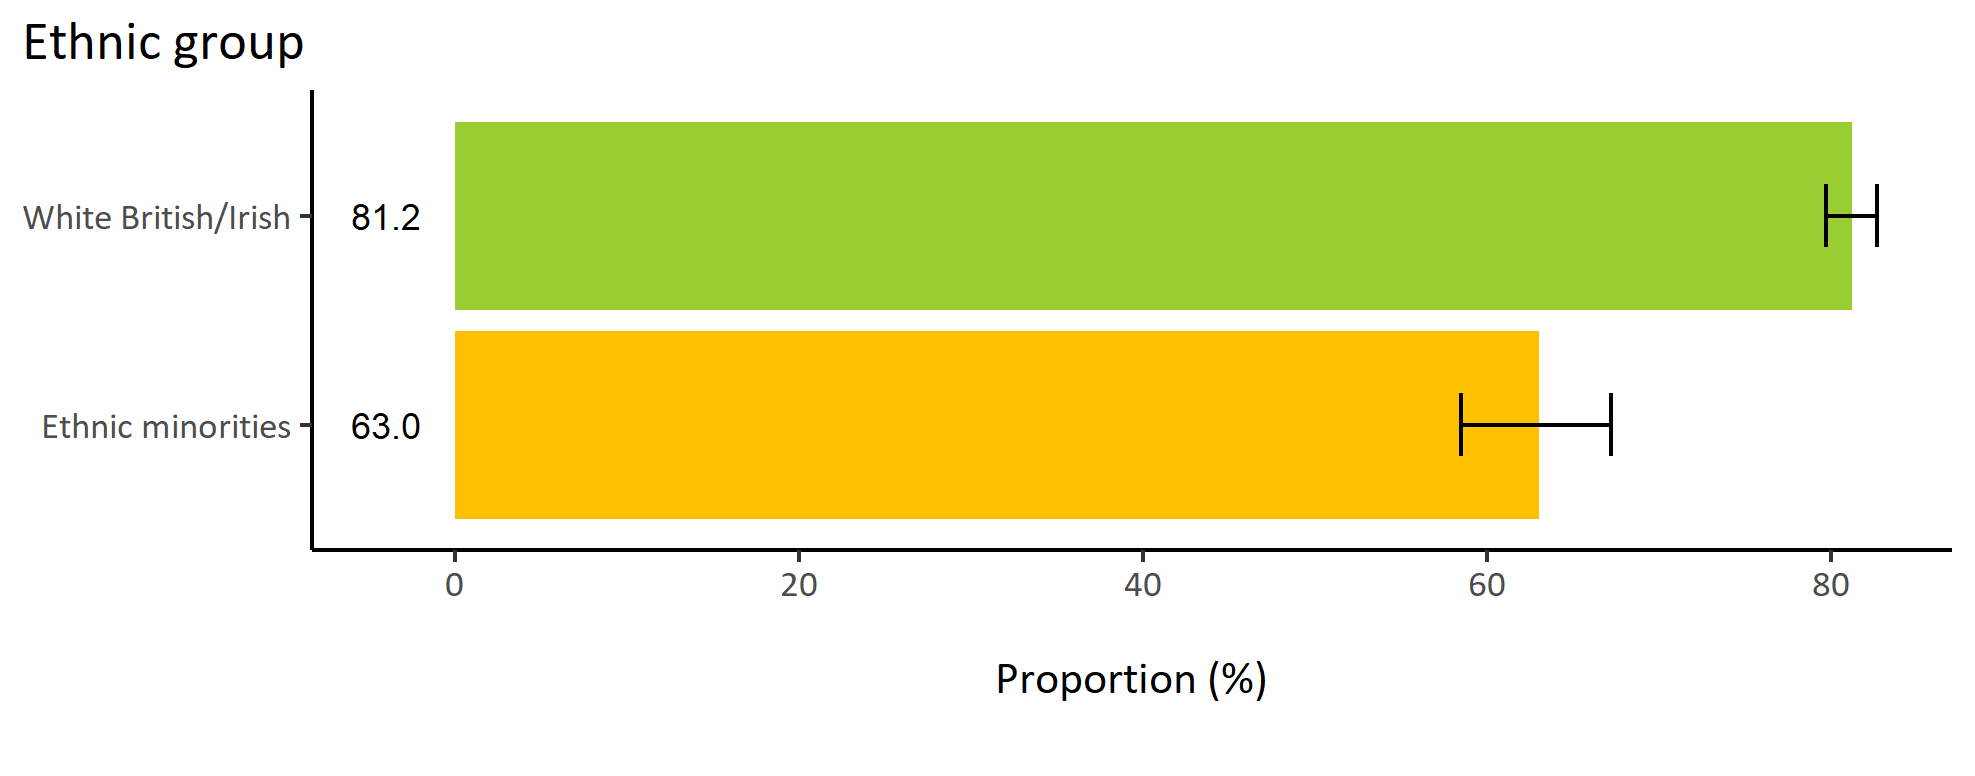 Ethnic group
White British/Irish 81.2
Ethnic minorities 63.0
0 20 40 60 80
Proportion (%)